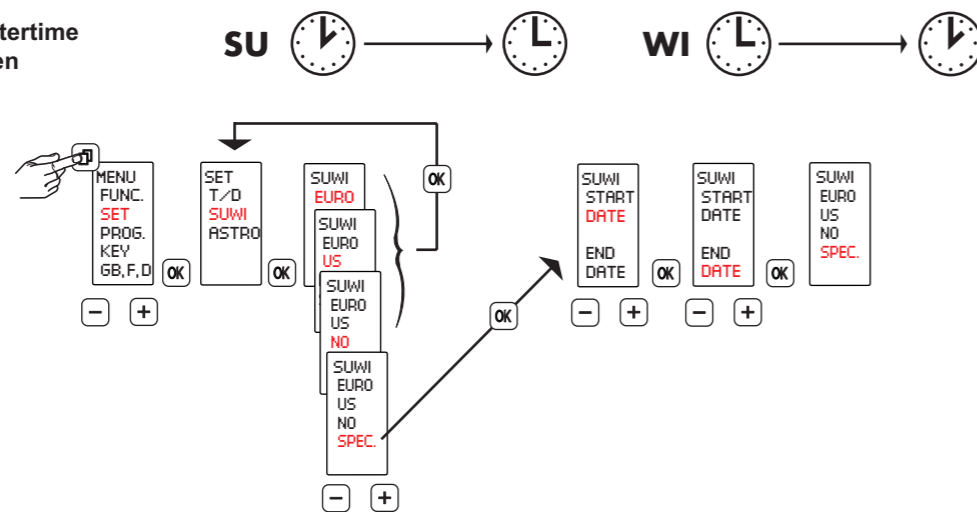 tertime
en
SU
WI
MENU
FUNC.
SET
PROG.
KEY
GB,F,D
OK
- +
SET
T/D
SUWI
ASTRO
OK
SUWI
EURO
SUWI
EURO
US
SUWI
EURO
US
NO
SUWI
EURO
US
NO
SPEC.
- +
OK
OK
SUWI
START
DATE
END
DATE
OK
- +
SUWI
START
DATE
END
DATE
OK
- +
SUWI
EURO
US
NO
SPEC.